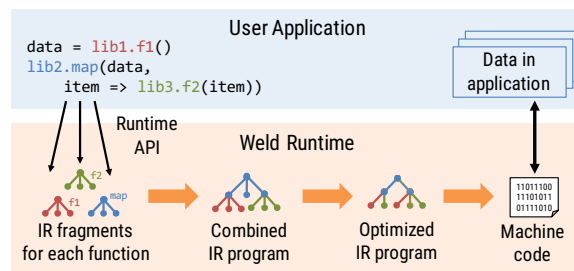 User Application
data = lib1.f1()
lib2.map(data,
item => lib3.f2(item))
Data in
application
Runtime
API
Weld Runtime
f2
f1
map
11011100
11101011
01111010
IR fragments
for each function
Combined
IR program
Optimized
IR program
Machine
code